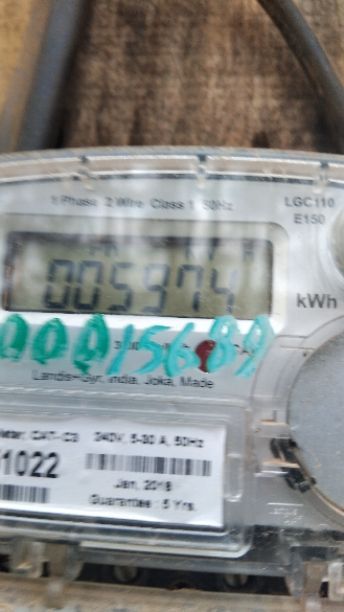 1 Phase 2 Wire Class 1 50Hz
LGC110
E150
005974
kWh
Landis+Gyr, India, Joka, Made
240V, 5-30 A, 50Hz
1022
Jan, 2018
Guarantee : 5 Yrs.